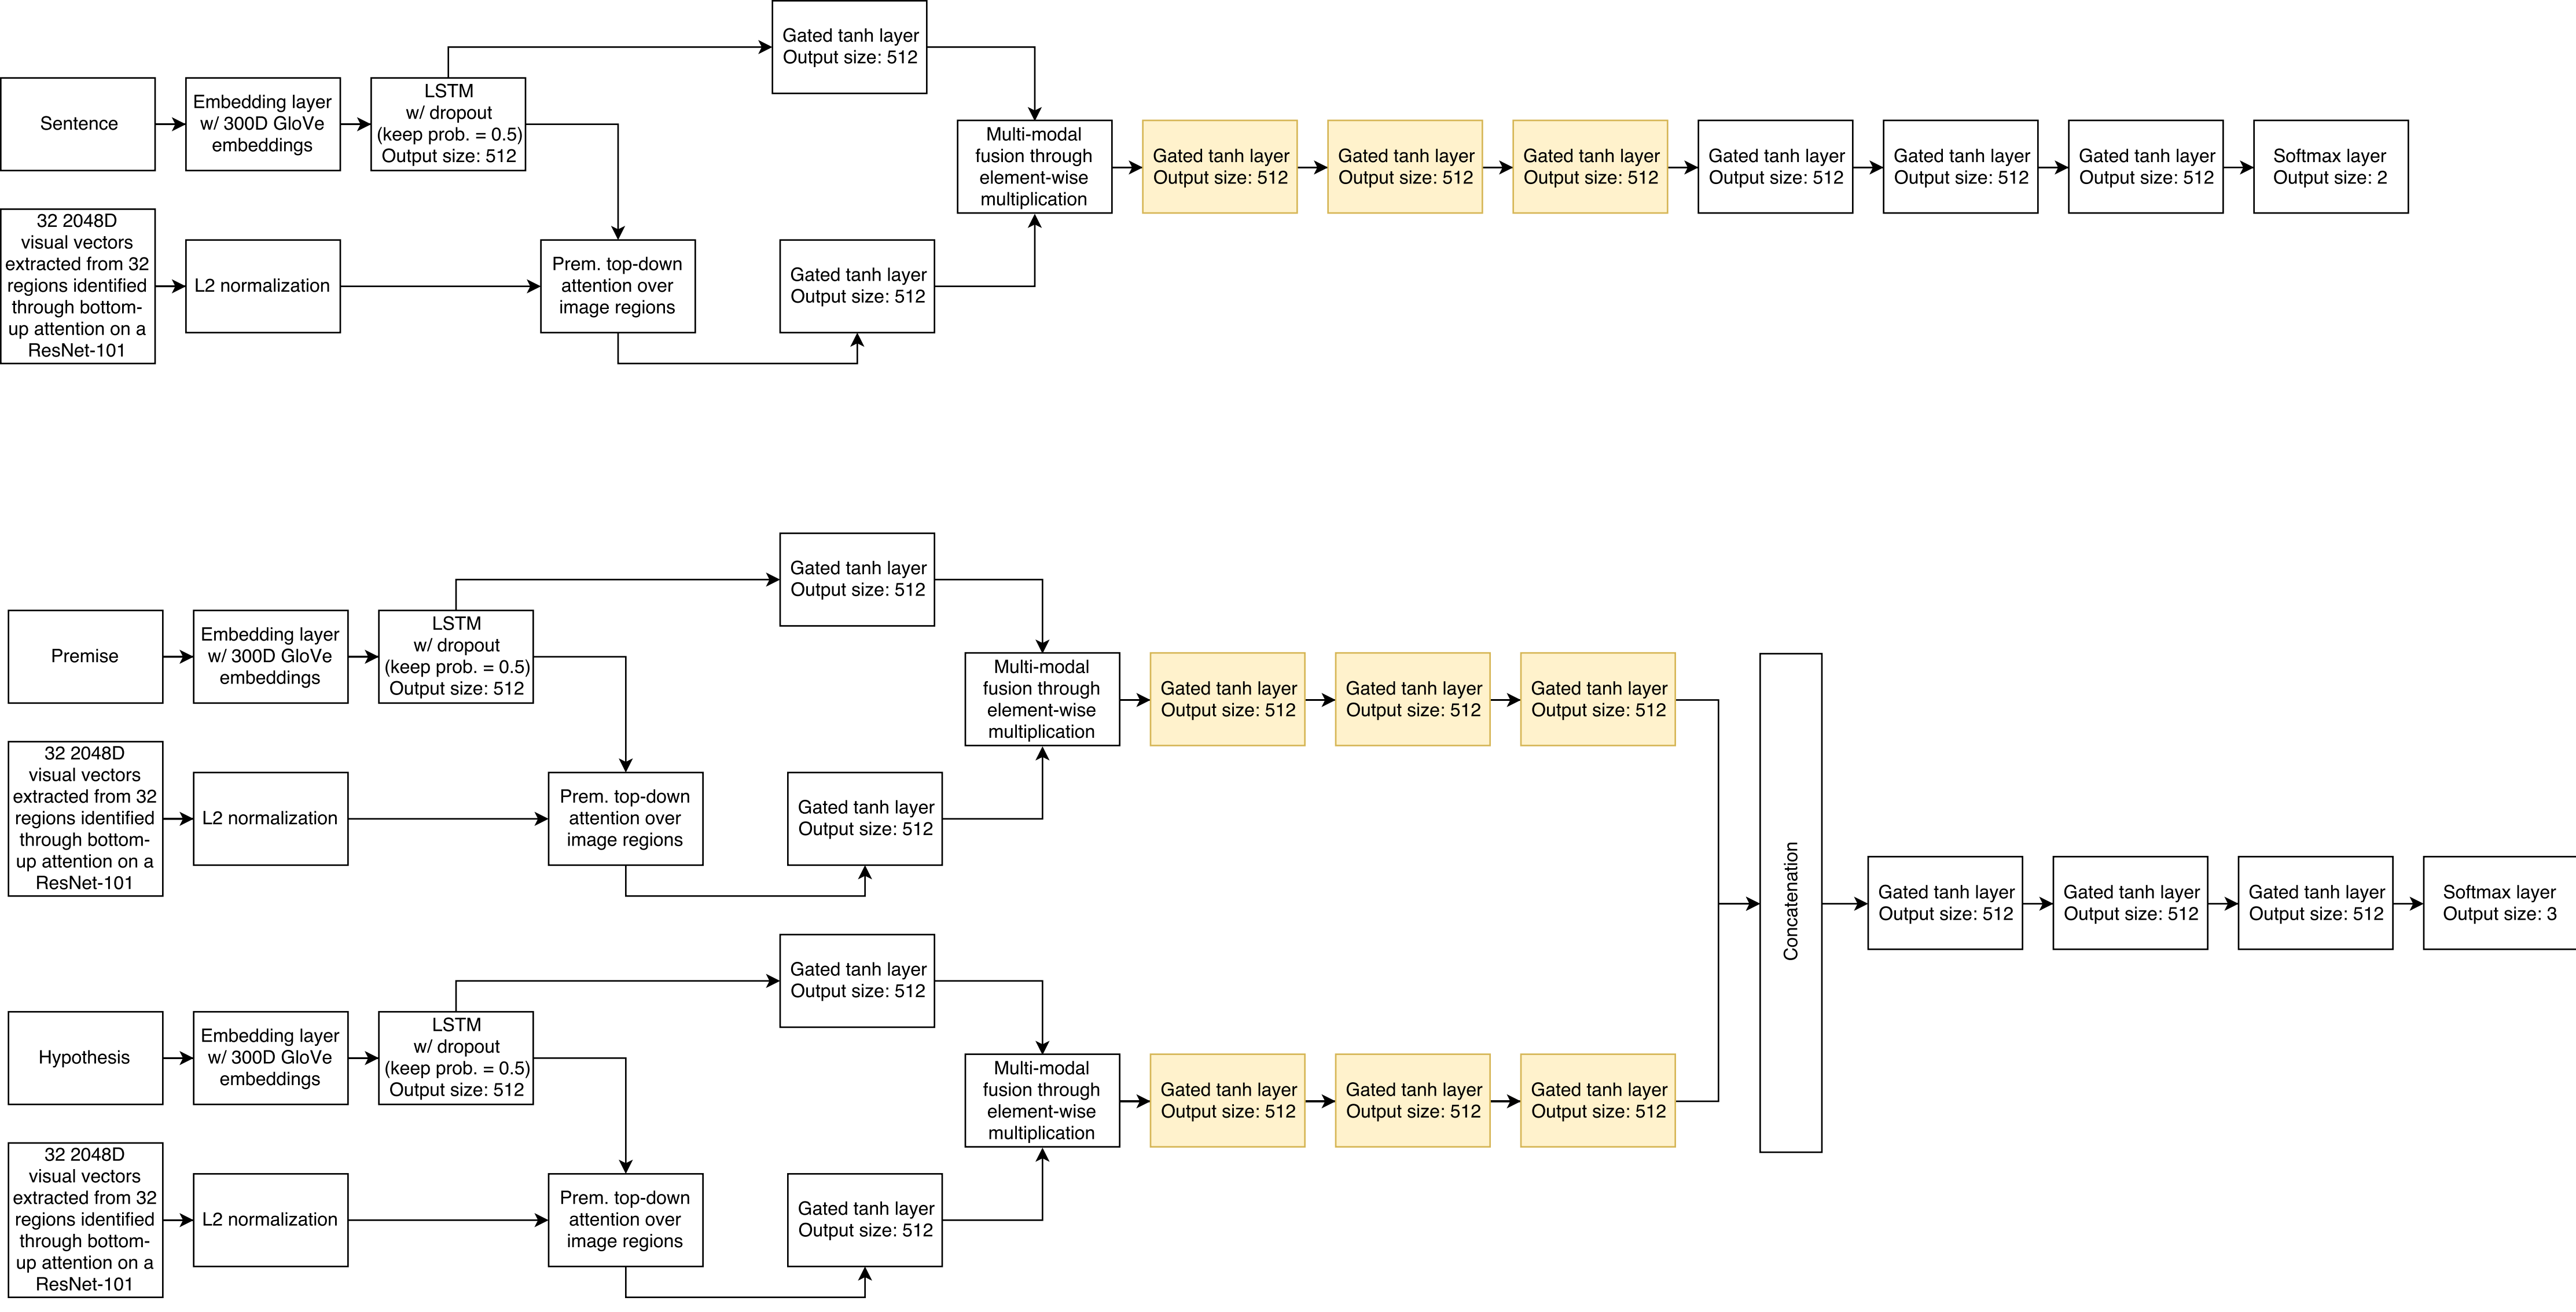 Gated tanh layer
Output size: 512
Sentence
Embedding layer
w/ 300D GloVe
embeddings
LSTM
w/ dropout
(keep prob. = 0.5)
Output size: 512
Multi-modal
fusion through
element-wise
multiplication
Gated tanh layer
Output size: 512
Gated tanh layer
Output size: 512
Gated tanh layer
Output size: 512
Gated tanh layer
Output size: 512
Gated tanh layer
Output size: 512
Gated tanh layer
Output size: 512
Softmax layer
Output size: 2
32 2048D
visual vectors
extracted from 32
regions identified
through bottom-
up attention on a
ResNet-101
L2 normalization
Prem. top-down
attention over
image regions
Gated tanh layer
Output size: 512
Gated tanh layer
Output size: 512
Premise
Embedding layer
w/ 300D GloVe
embeddings
LSTM
w/ dropout
(keep prob. = 0.5)
Output size: 512
Multi-modal
fusion through
element-wise
multiplication
Gated tanh layer
Output size: 512
Gated tanh layer
Output size: 512
Gated tanh layer
Output size: 512
32 2048D
visual vectors
extracted from 32
regions identified
through bottom-
up attention on a
ResNet-101
L2 normalization
Prem. top-down
attention over
image regions
Gated tanh layer
Output size: 512
Concatenation
Gated tanh layer
Output size: 512
Gated tanh layer
Output size: 512
Gated tanh layer
Output size: 512
Softmax layer
Output size: 3
Gated tanh layer
Output size: 512
Hypothesis
Embedding layer
w/ 300D GloVe
embeddings
LSTM
w/ dropout
(keep prob. = 0.5)
Output size: 512
Multi-modal
fusion through
element-wise
multiplication
Gated tanh layer
Output size: 512
Gated tanh layer
Output size: 512
Gated tanh layer
Output size: 512
32 2048D
visual vectors
extracted from 32
regions identified
through bottom-
up attention on a
ResNet-101
L2 normalization
Prem. top-down
attention over
image regions
Gated tanh layer
Output size: 512